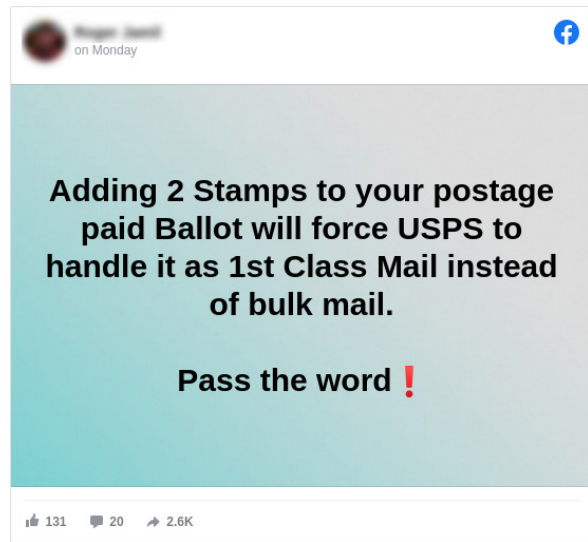 on Monday
Adding 2 Stamps to your postage
paid Ballot will force USPS to
handle it as 1st Class Mail instead
of bulk mail.
Pass the word❗
131 20 2.6K